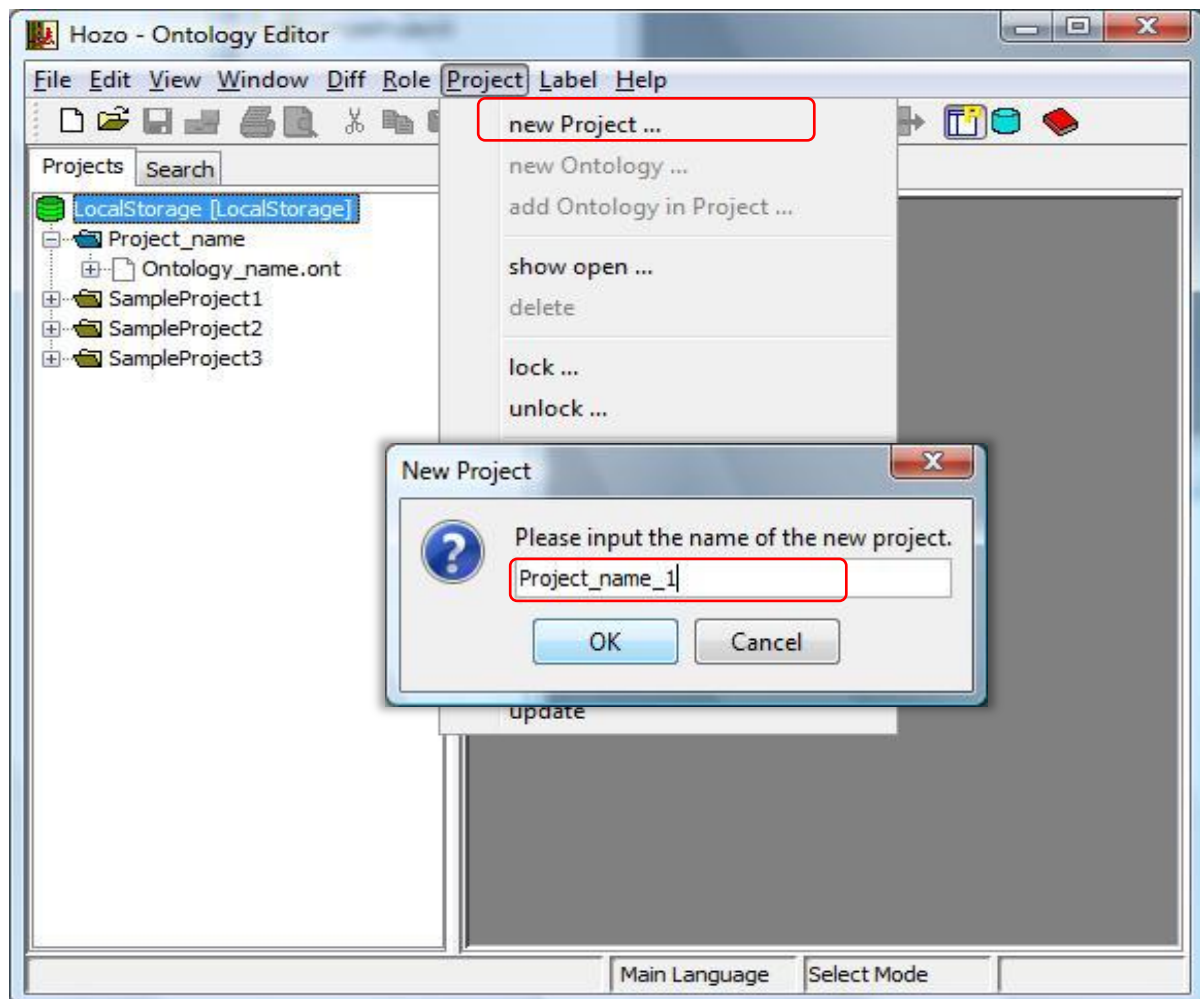 Hozo - Ontology Editor
File Edit View Window Diff Role Project Label Help
new Project ...
new Ontology ...
add Ontology in Project ...
show open ...
delete
lock ...
unlock ...
update
Projects Search
LocalStorage [LocalStorage]
Project_name
Ontology_name.ont
SampleProject1
SampleProject2
SampleProject3
New Project
Please input the name of the new project.
Project_name_1
OK Cancel
Main Language Select Mode